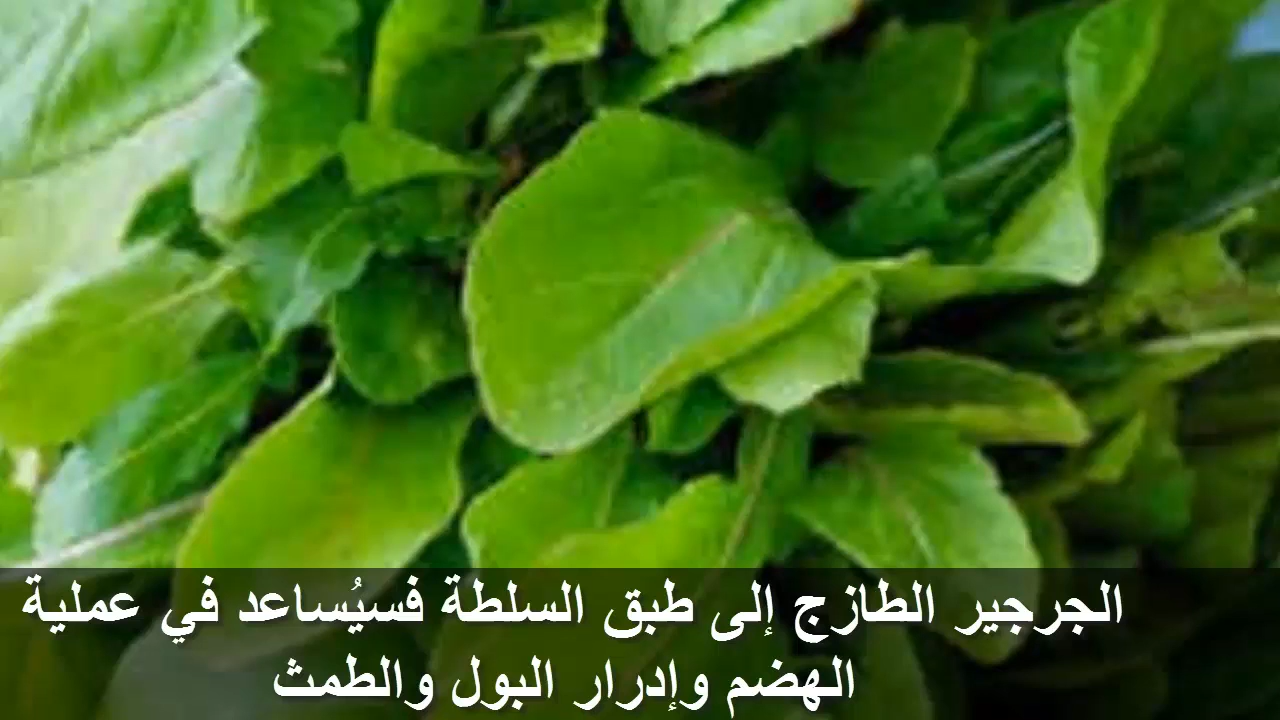 الجرجير الطازج إلى طبق السلطة فسيُساعد في عملية
الهضم وإدرار البول والطمث